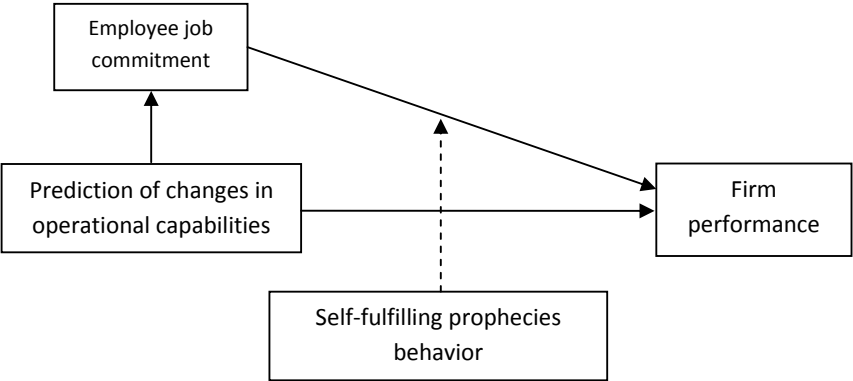 Employee job
commitment
Prediction of changes in
operational capabilities
Firm
performance
Self-fulfilling prophecies
behavior